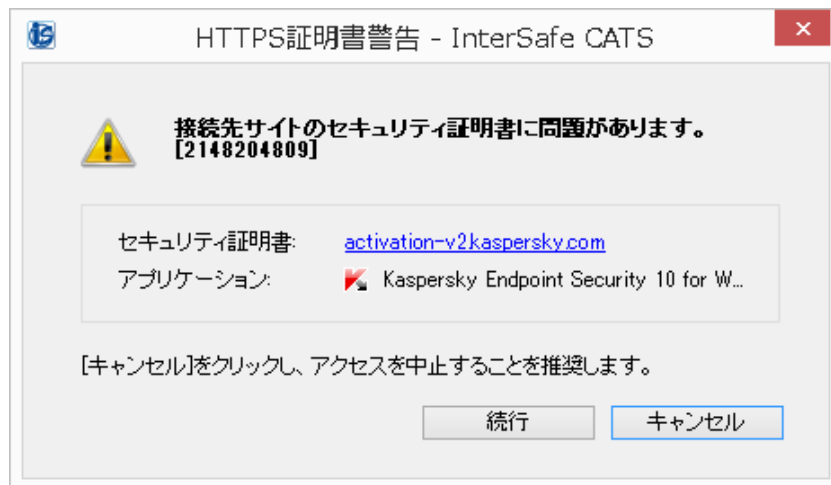 HTTPS証明書警告 - InterSafe CATS
接続先サイトのセキュリティ証明書に問題があります。
[2148204809]
セキュリティ証明書: activation-v2.kaspersky.com
アプリケーション: Kaspersky Endpoint Security 10 for W...
[キャンセル]をクリックし、アクセスを中止することを推奨します。
続行 キャンセル